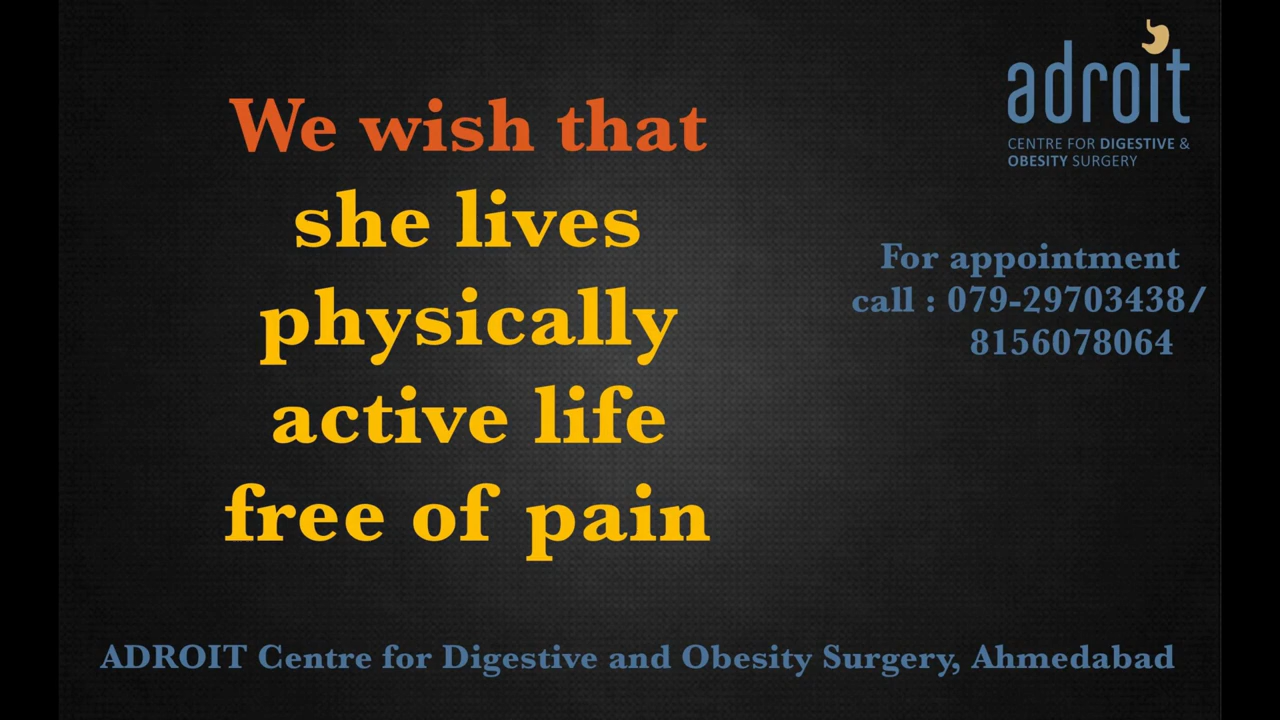 We wish that
she lives
physically
active life
free of pain
adroit
CENTRE FOR DIGESTIVE &
OBESITY SURGERY
For appointment
call : 079-29703438/
8156078064
ADROIT Centre for Digestive and Obesity Surgery, Ahmedabad